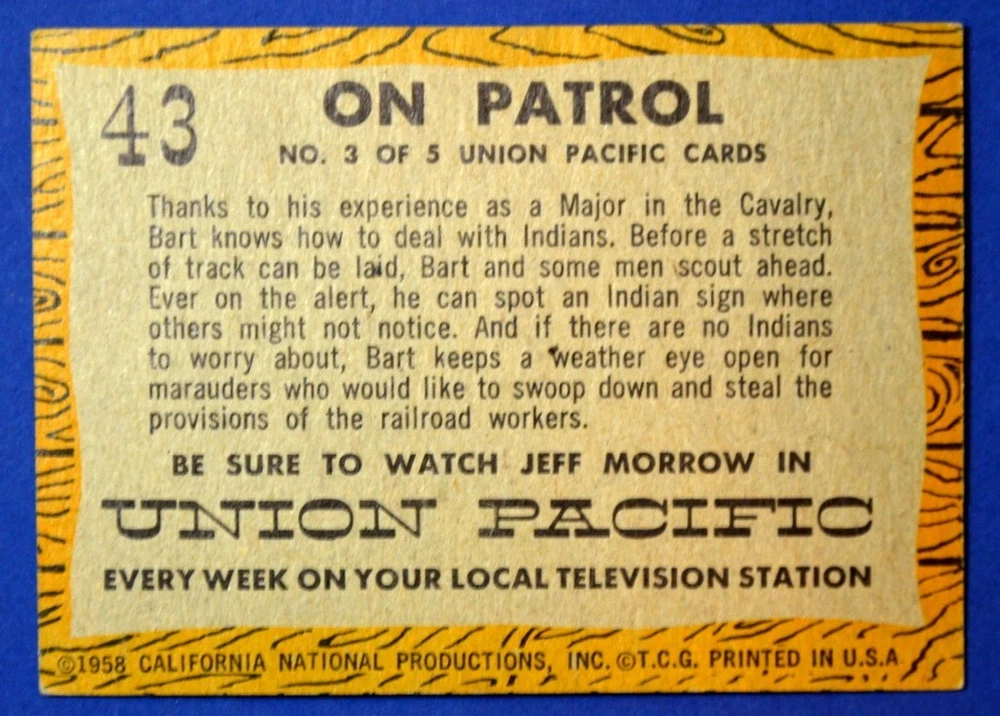 43
ON PATROL
NO. 3 OF 5 UNION PACIFIC CARDS
Thanks to his experience as a Major in the Cavalry,
Bart knows how to deal with Indians. Before a stretch
of track can be laid, Bart and some men scout ahead.
Ever on the alert, he can spot an Indian sign where
others might not notice. And if there are no Indians
to worry about, Bart keeps a weather eye open for
marauders who would like to swoop down and steal the
provisions of the railroad workers.
BE SURE TO WATCH JEFF MORROW IN
UNION PACIFIC
EVERY WEEK ON YOUR LOCAL TELEVISION STATION
©1958 CALIFORNIA NATIONAL PRODUCTIONS, INC. ©T.C.G. PRINTED IN U.S.A.